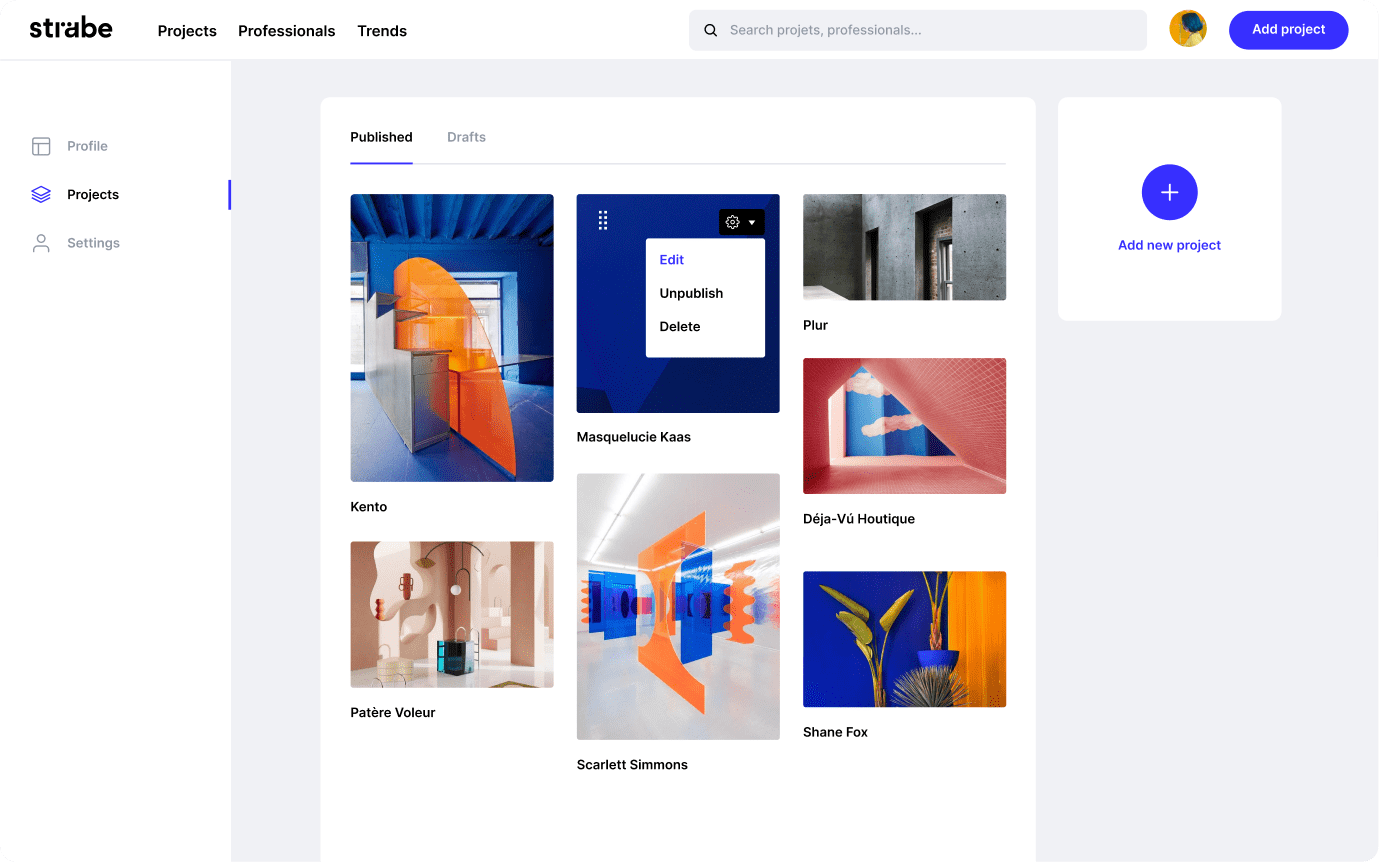 sträbe
Projects
Professionals
Trends
Search projets, professionals...
Add project
Profile
Projects
Settings
Published
Drafts
Edit
Unpublish
Delete
Kento
Masquelucie Kaas
Plur
Déja-Vú Houtique
Patère Voleur
Scarlett Simmons
Shane Fox
Add new project